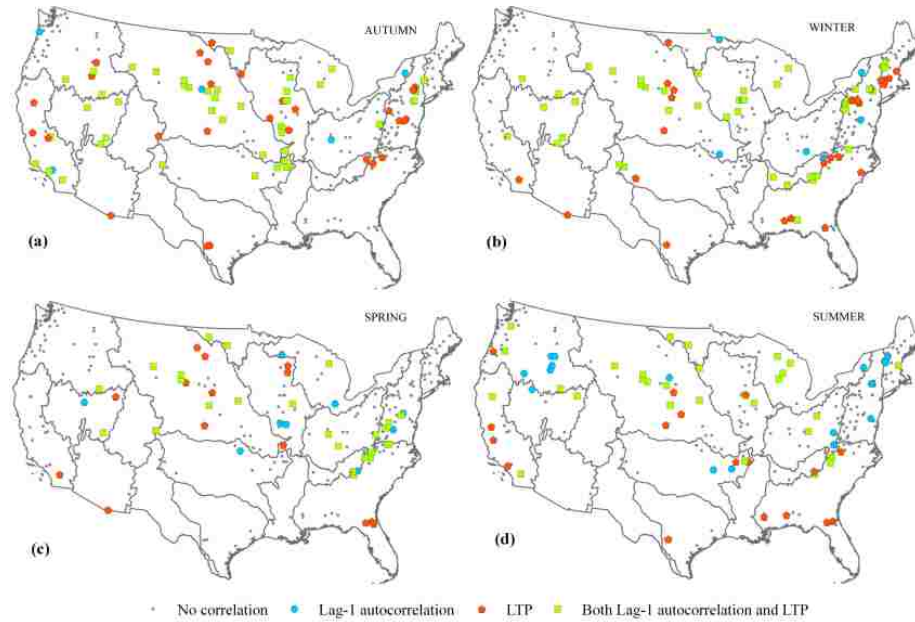 AUTUMN
WINTER
(a)
(b)
SPRING
SUMMER
(c)
(d)
No correlation Lag-1 autocorrelation LTP Both Lag-1 autocorrelation and LTP